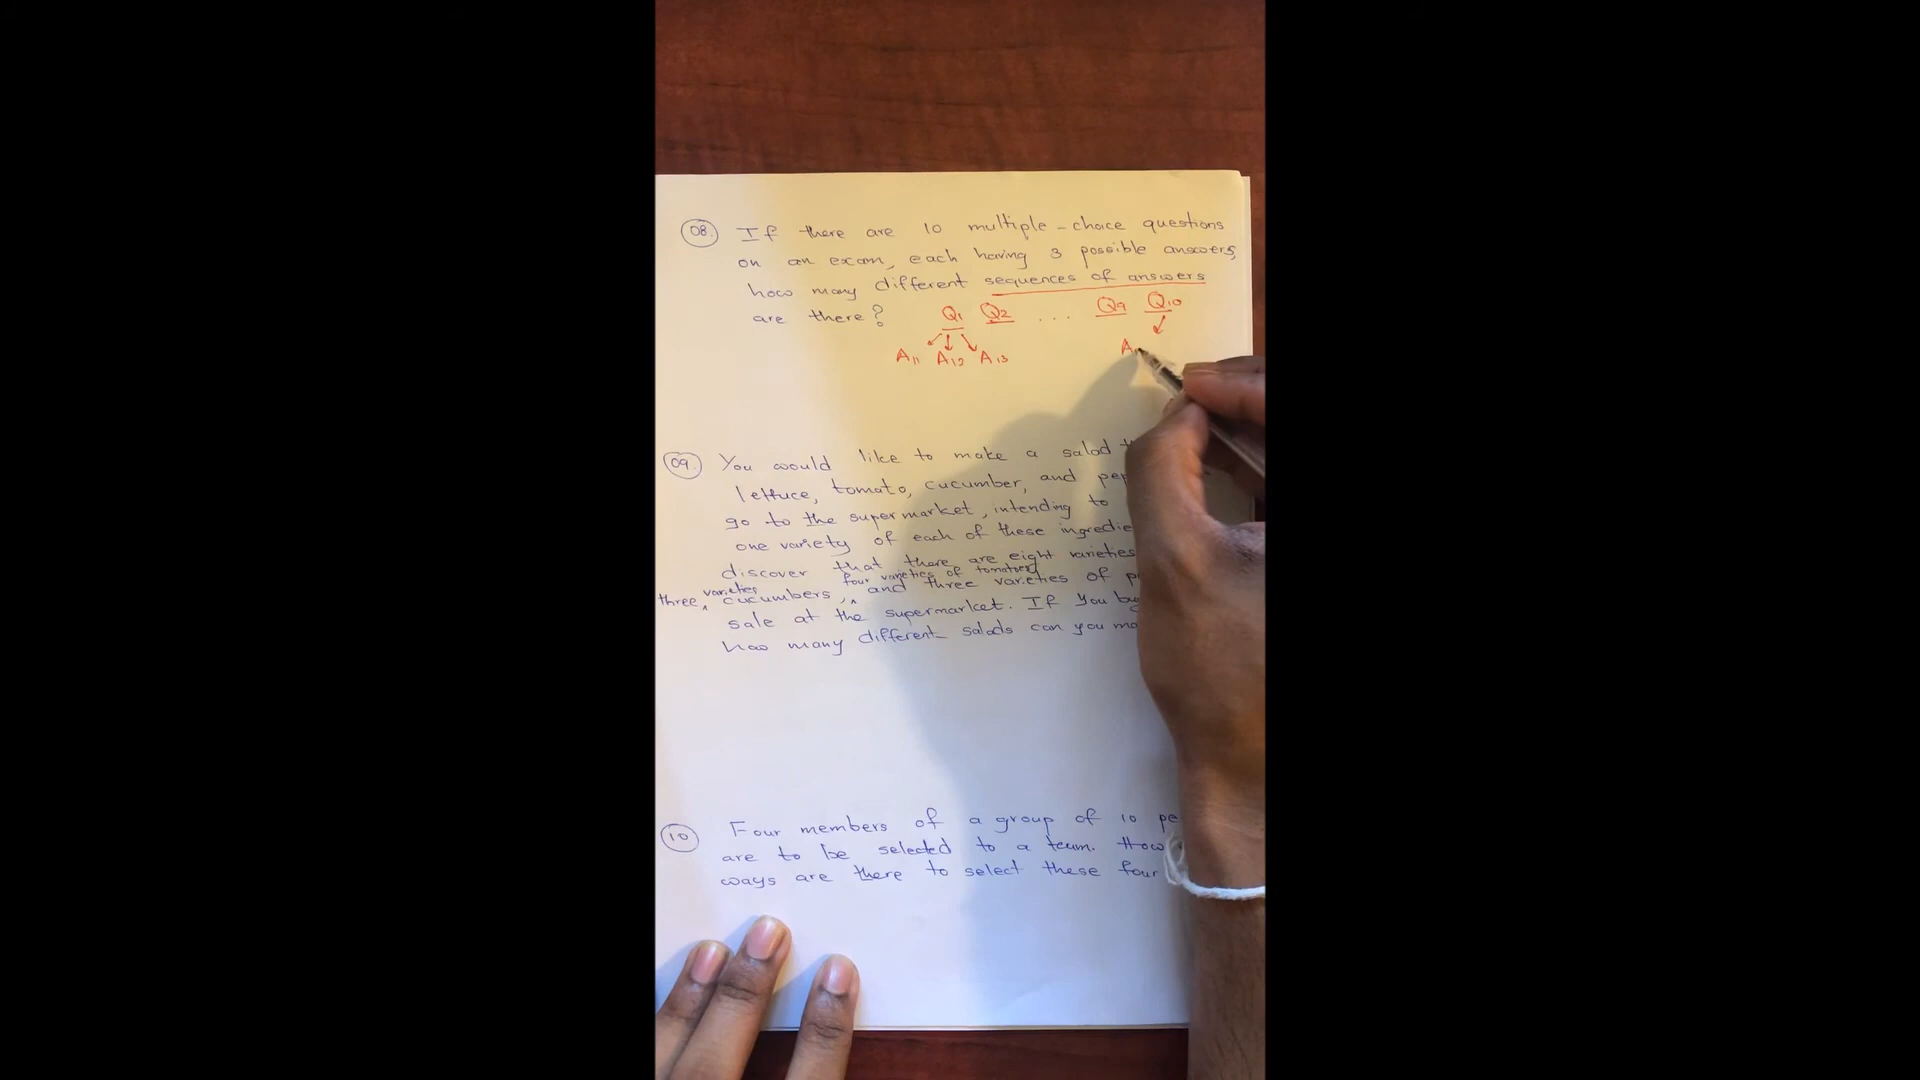 08. If there are 10 multiple-choice questions
on an exam, each having 3 possible answers,
how many different sequences of answers
are there?
Q1 Q2 ... Q9 Q10
A11 A12 A13 A
09. You would like to make a salad
lettuce, tomato, cucumber, and
go to the supermarket, intending to
one variety of each of these
discover that there are eight varieties
four varieties of tomatoes
three varieties cucumbers, and three varieties of
sale at the supermarket. If you
how many different salads can you
10 Four members of a group of 10
are to be selected to a team. How
ways are there to select these four